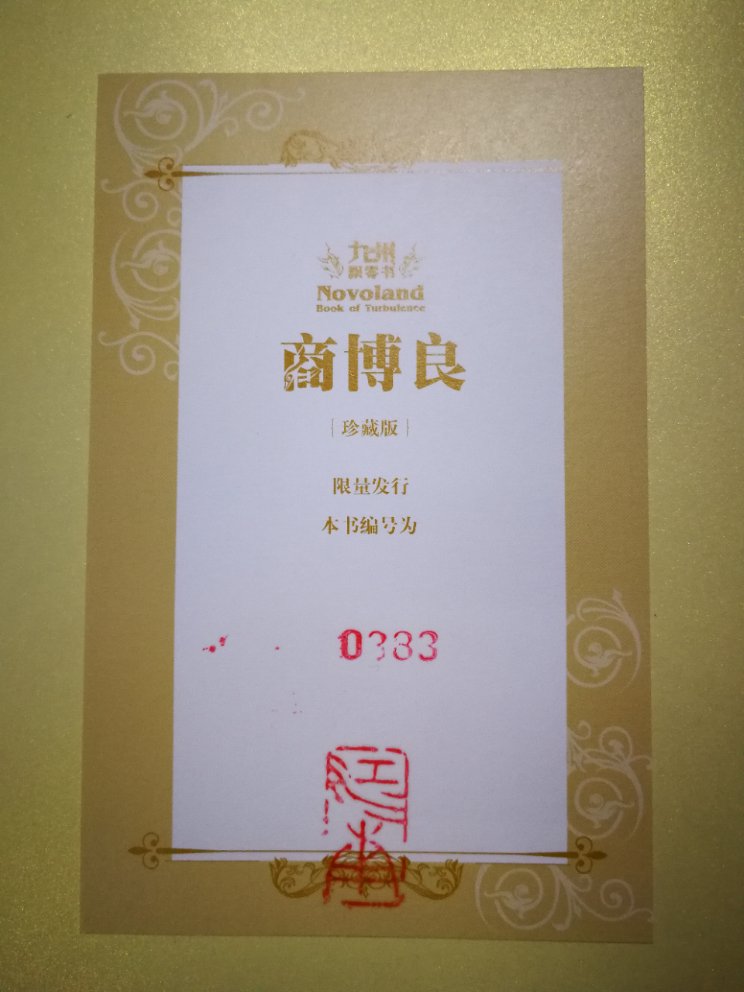 九州
飘零书
Novoland
Book of Turbulence
商博良
[珍藏版]
限量发行
本书编号为